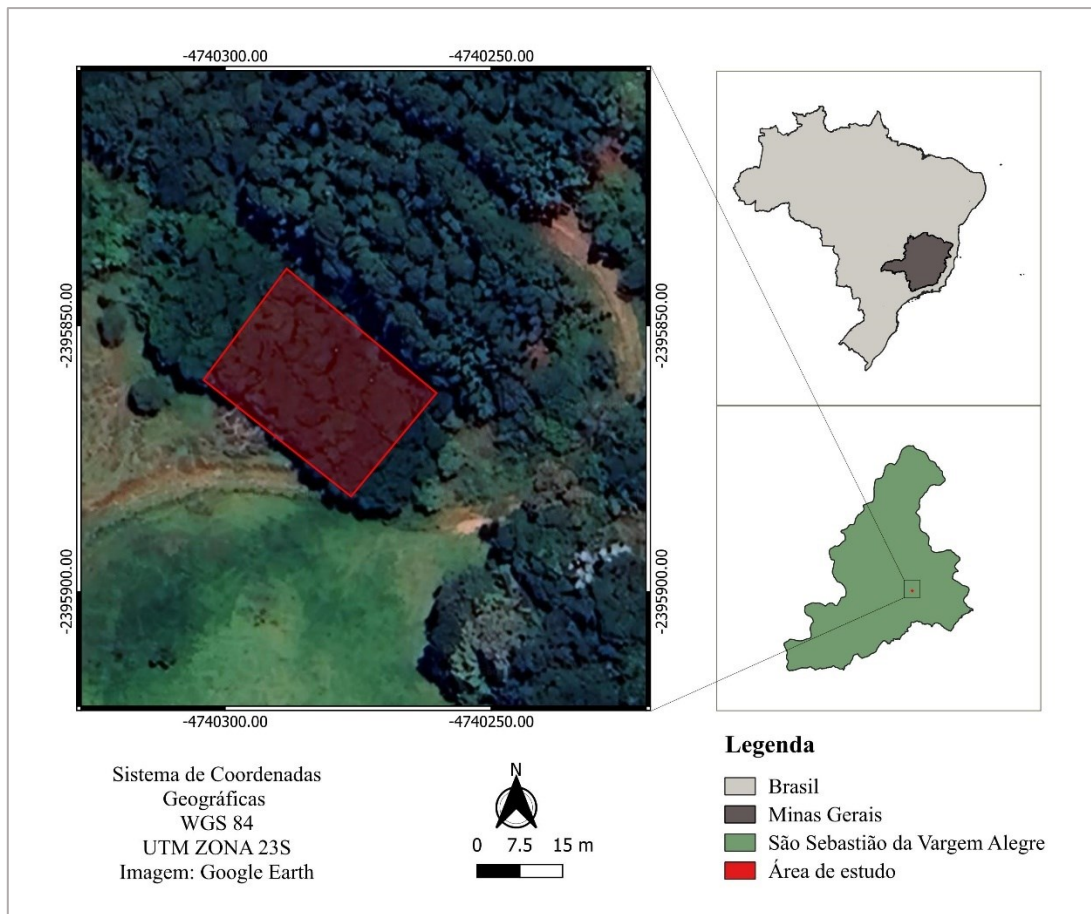 -4740300.00 -4740250.00
-2395850.00 -2395850.00
-2395900.00 -2395900.00
-4740300.00 -4740250.00
Sistema de Coordenadas
Geográficas
WGS 84
UTM ZONA 23S
Imagem: Google Earth
N
0 7.5 15 m
Legenda
Brasil
Minas Gerais
São Sebastião da Vargem Alegre
Área de estudo